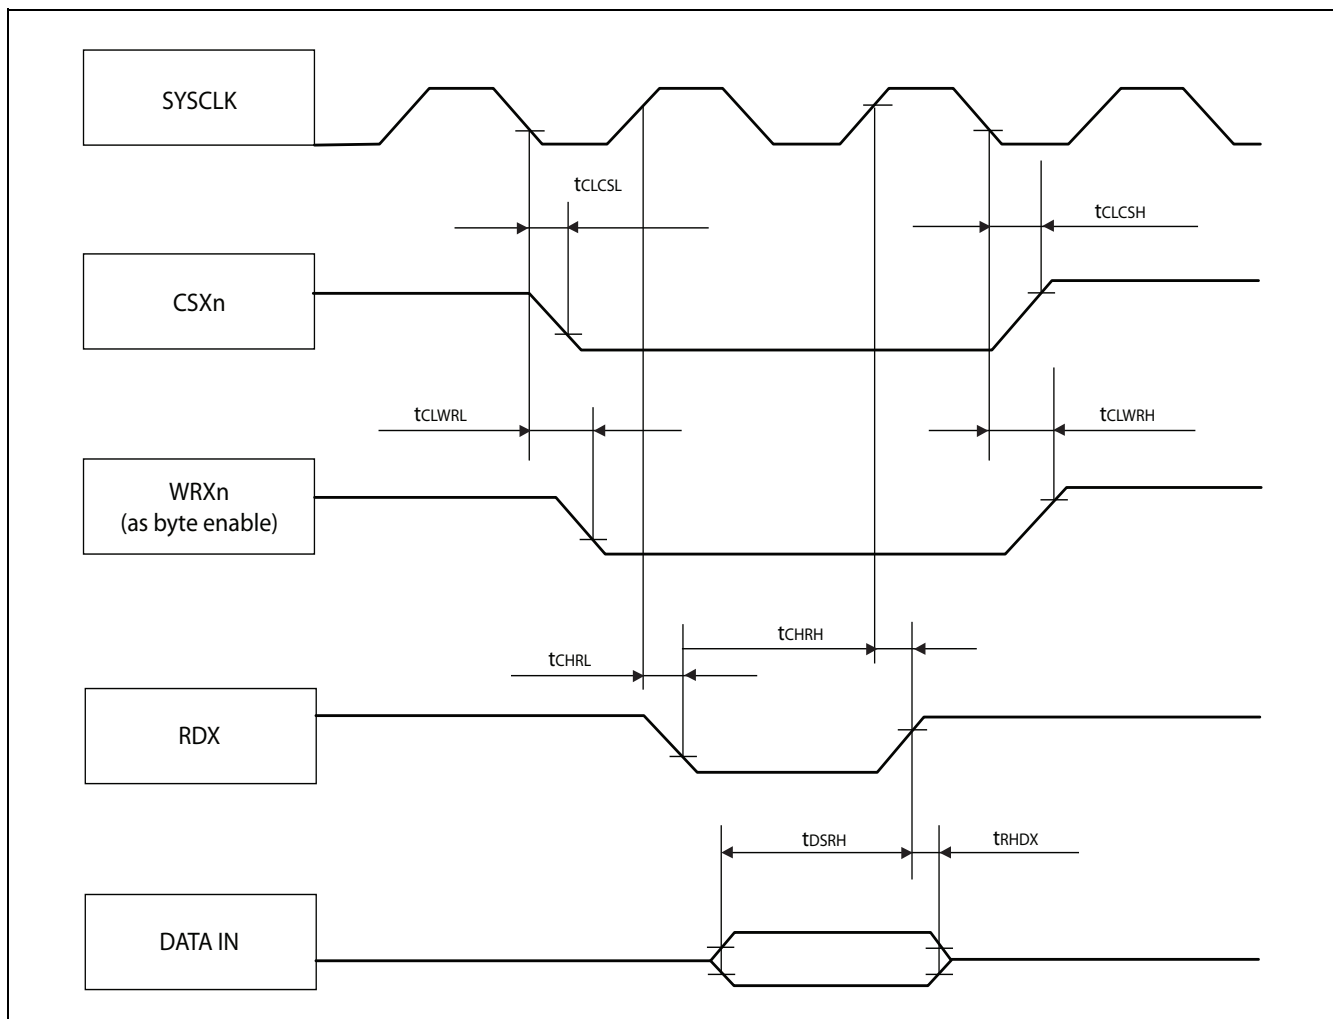 SYSCLK
tCLCSL
tCLCSH
CSXn
tCLWRL
tCLWRH
WRXn
(as byte enable)
tCHRH
tCHRL
RDX
tDSRH
tRHDX
DATA IN